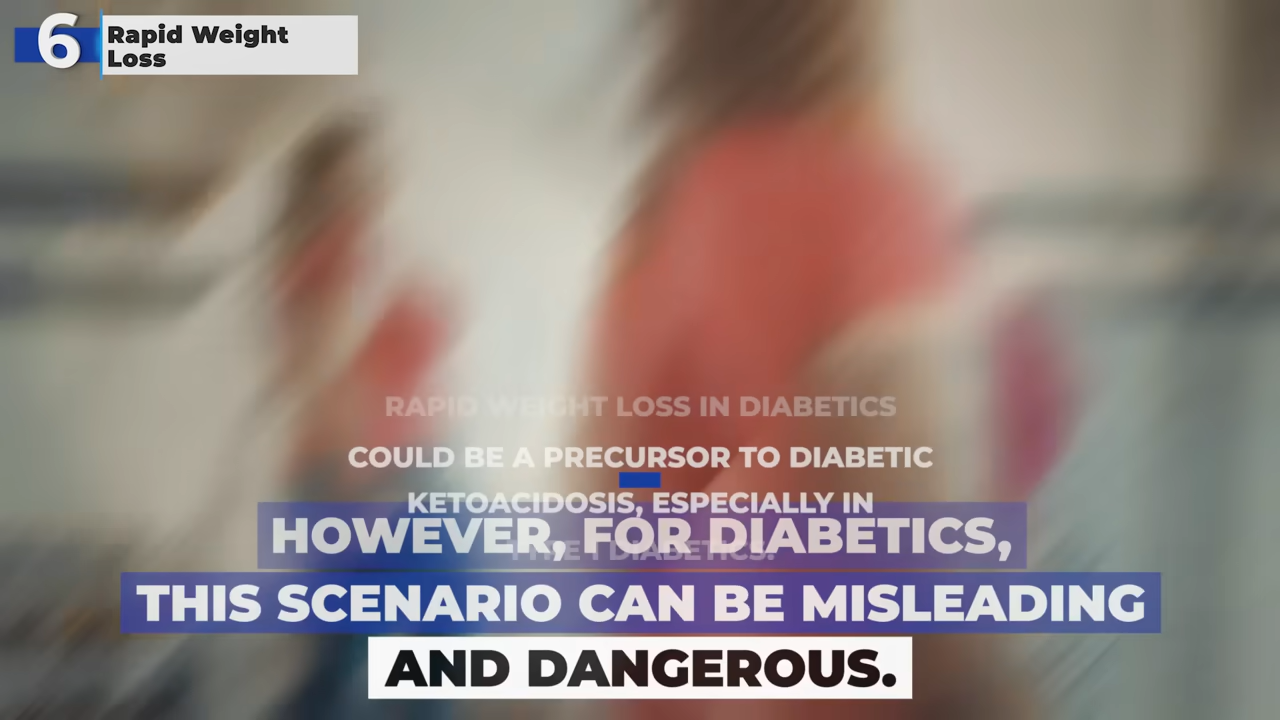 6
Rapid Weight
Loss
RAPID WEIGHT LOSS IN DIABETICS
COULD BE A PRECURSOR TO DIABETIC
KETOACIDOSIS, ESPECIALLY IN
DIABETICS.
HOWEVER, FOR DIABETICS,
THIS SCENARIO CAN BE MISLEADING
AND DANGEROUS.